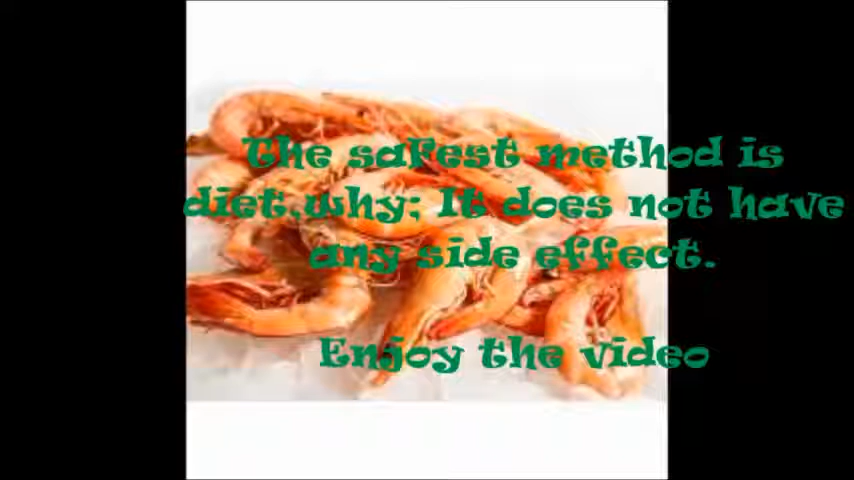 The safest method is
diet,why; It does not have
any side effect.
Enjoy the video